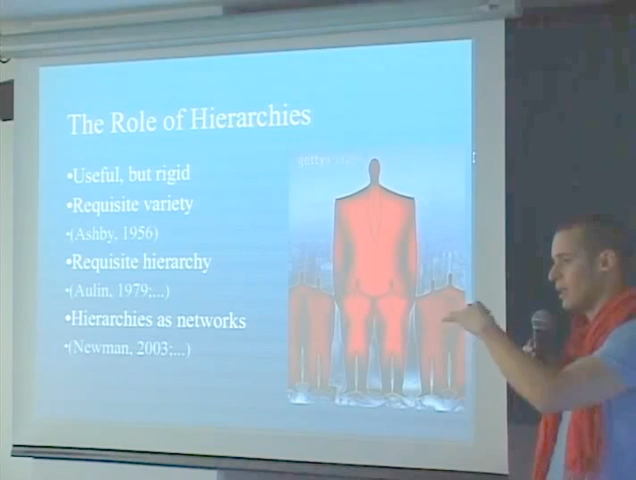 The Role of Hierarchies
•Useful, but rigid
•Requisite variety
•(Ashby, 1956)
•Requisite hierarchy
•(Aulin, 1979;...)
•Hierarchies as networks
•(Newman, 2003;...)
getty